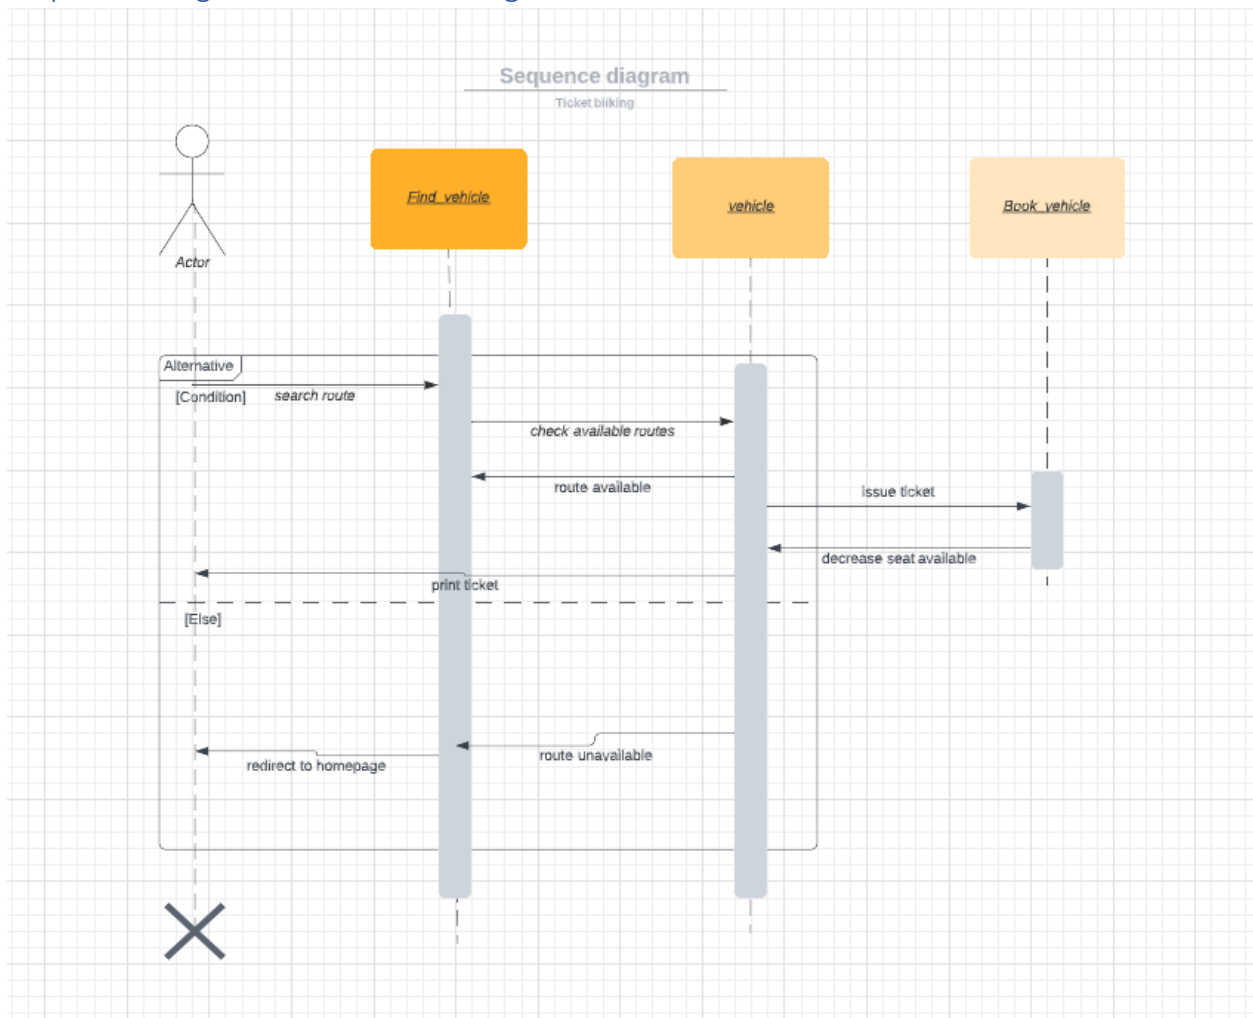 Sequence diagram
Ticket biiking
Find_vehicle
vehicle
Book_vehicle
Actor
Alternative
[Condition]
search route
check available routes
route available
issue ticket
decrease seat available
print ticket
[Else]
route unavailable
redirect to homepage